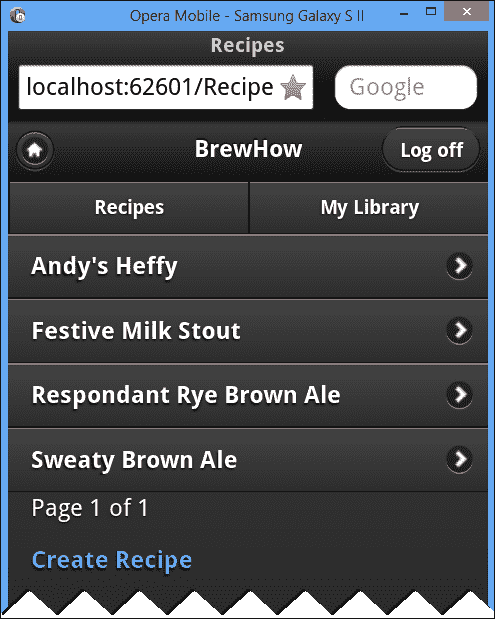 Opera Mobile - Samsung Galaxy S II
Recipes
localhost:62601/Recipe Google
BrewHow Log off
Recipes My Library
Andy's Heffy
Festive Milk Stout
Respondant Rye Brown Ale
Sweaty Brown Ale
Page 1 of 1
Create Recipe